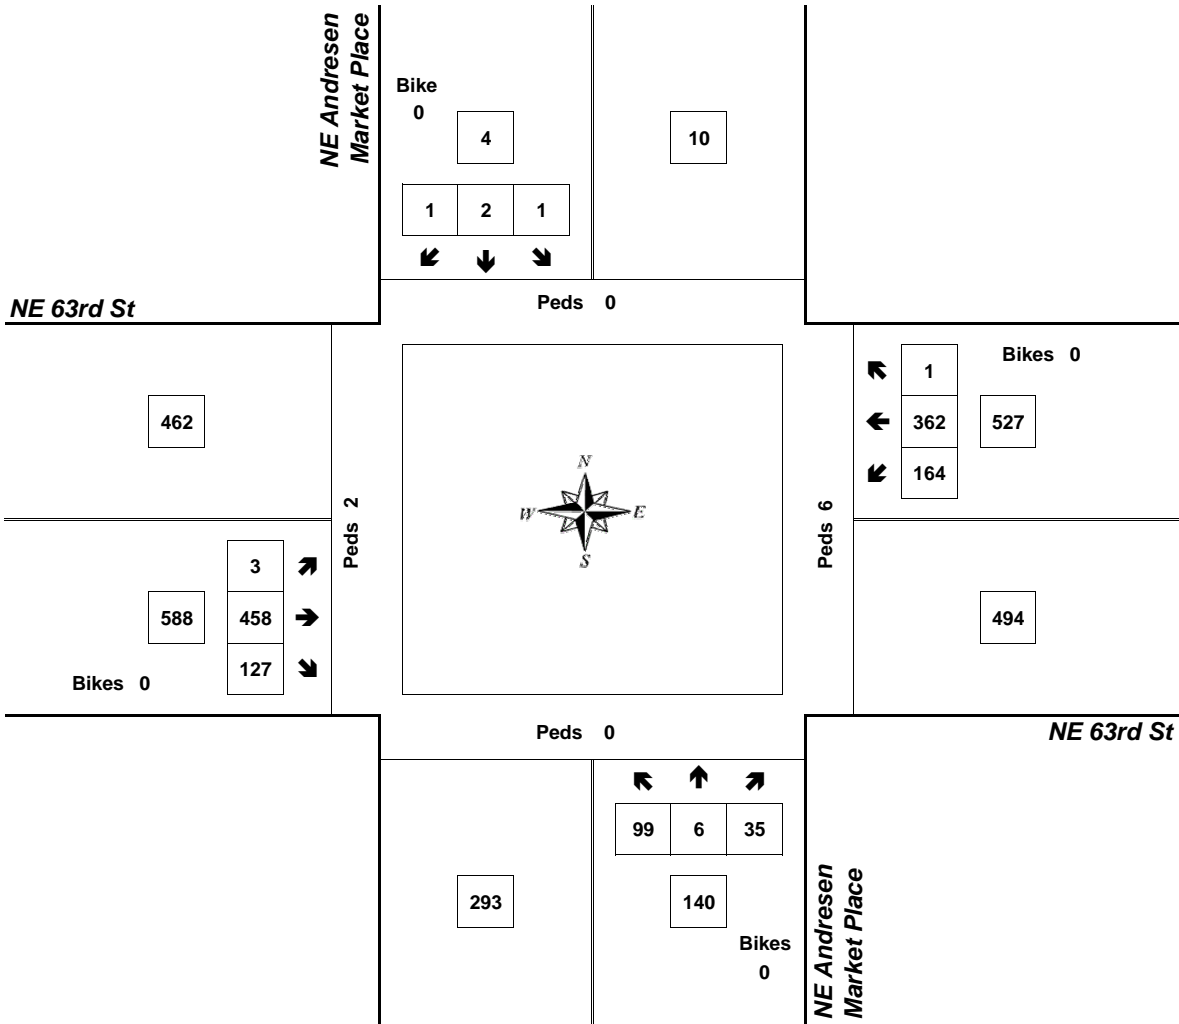 NE Andresen
Market Place
Bike
0
4
10
1 2 1
NE 63rd St
Peds 0
Bikes 0
1
462
362 527
164
N
W E
S
Peds 2
Peds 6
3
588 458
127
494
Bikes 0
Peds 0
NE 63rd St
99 6 35
293
140
Bikes
0
NE Andresen
Market Place